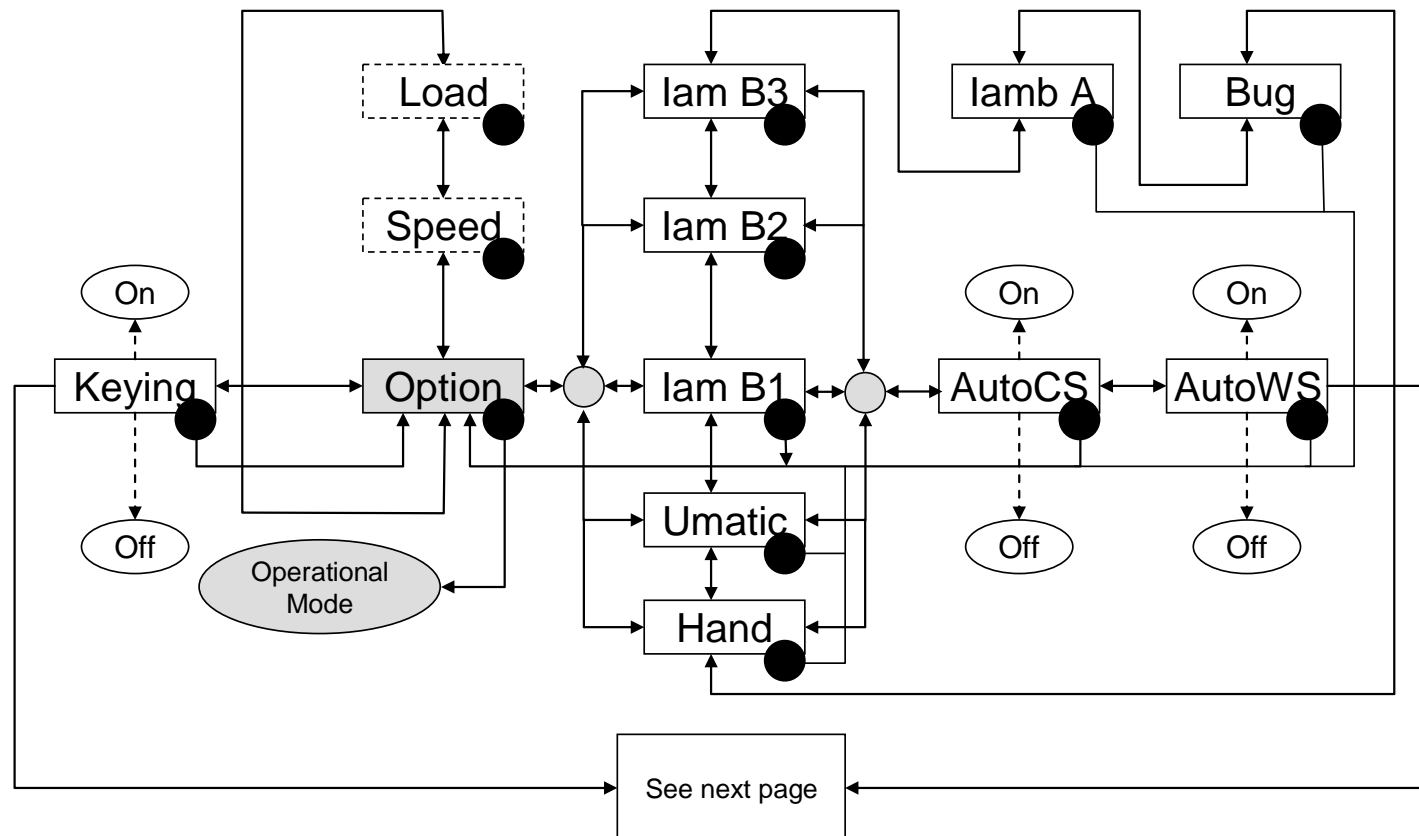 Load
Iam B3
Iamb A
Bug
Speed
Iam B2
On
On
On
Keying
Option
Iam B1
AutoCS
AutoWS
Umatic
Off
Off
Off
Operational
Mode
Hand
See next page